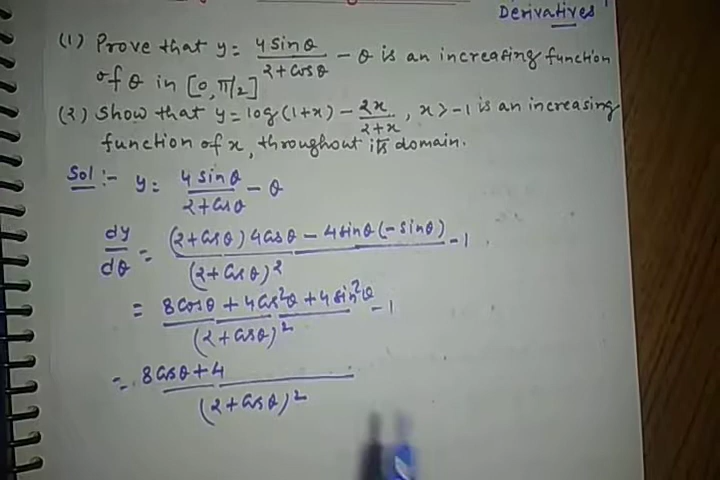 Derivatives
(1) Prove that y = 4 sinθ / 2+cosθ - θ is an increasing function
of θ in [0, π/2]
(2) Show that y = log(1+x) - 2x / 2+x , x > -1 is an increasing
function of x, throughout its domain.
Sol :- y = 4 sinθ / 2+cosθ - θ
dy/dθ = (2+cosθ) 4cosθ - 4sinθ(-sinθ) / (2+cosθ)² - 1
= 8cosθ + 4cos²θ + 4sin²θ / (2+cosθ)² - 1
= 8cosθ + 4 / (2+cosθ)²